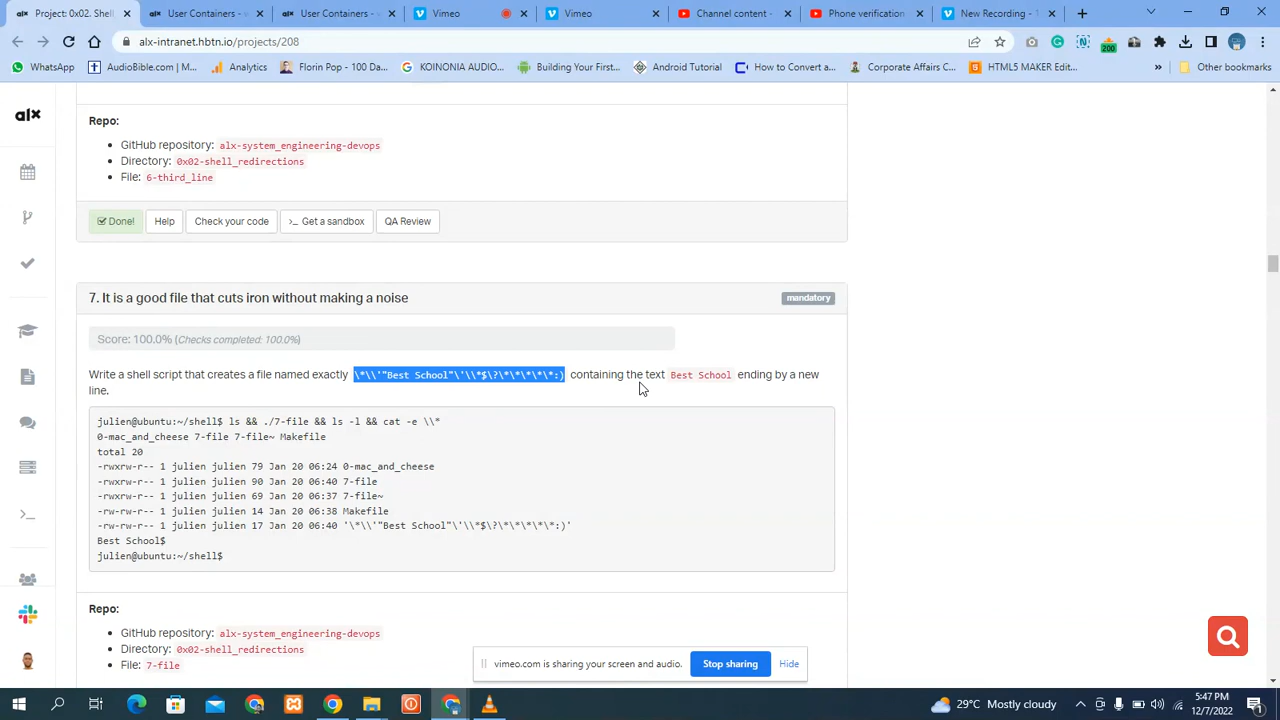 Project: 0x02. Shell
User Containers -
User Containers -
Vimeo
Vimeo
Channel content -
Phone verification
New Recording -
alx-intranet.hbtn.io/projects/208
200
WhatsApp
AudioBible.com | M...
Analytics
Florin Pop - 100 Da...
KOINONIA AUDIO...
Building Your First...
Android Tutorial
How to Convert a...
Corporate Affairs C...
HTML5 MAKER Edit...
»
Other bookmarks
alx
Repo:
GitHub repository: alx-system_engineering-devops
Directory: 0x02-shell_redirections
File: 6-third_line
Done!
Help
Check your code
>_ Get a sandbox
QA Review
7. It is a good file that cuts iron without making a noise
mandatory
Score: 100.0% (Checks completed: 100.0%)
Write a shell script that creates a file named exactly \*\\'"Best School"\'\\*$\?\*\*\*\*\*:) containing the text Best School ending by a new
line.
julien@ubuntu:~/shell$ ls && ./7-file && ls -l && cat -e \\*
0-mac_and_cheese 7-file 7-file~ Makefile
total 20
-rwxrw-r-- 1 julien julien 79 Jan 20 06:24 0-mac_and_cheese
-rwxrw-r-- 1 julien julien 90 Jan 20 06:40 7-file
-rwxrw-r-- 1 julien julien 69 Jan 20 06:37 7-file~
-rw-rw-r-- 1 julien julien 14 Jan 20 06:38 Makefile
-rw-rw-r-- 1 julien julien 17 Jan 20 06:40 '\*\\'"Best School"\'\\*$\?\*\*\*\*\*:)'
Best School$
julien@ubuntu:~/shell$
Repo:
GitHub repository: alx-system_engineering-devops
Directory: 0x02-shell_redirections
File: 7-file
vimeo.com is sharing your screen and audio.
Stop sharing
Hide
29°C Mostly cloudy
5:47 PM
12/7/2022